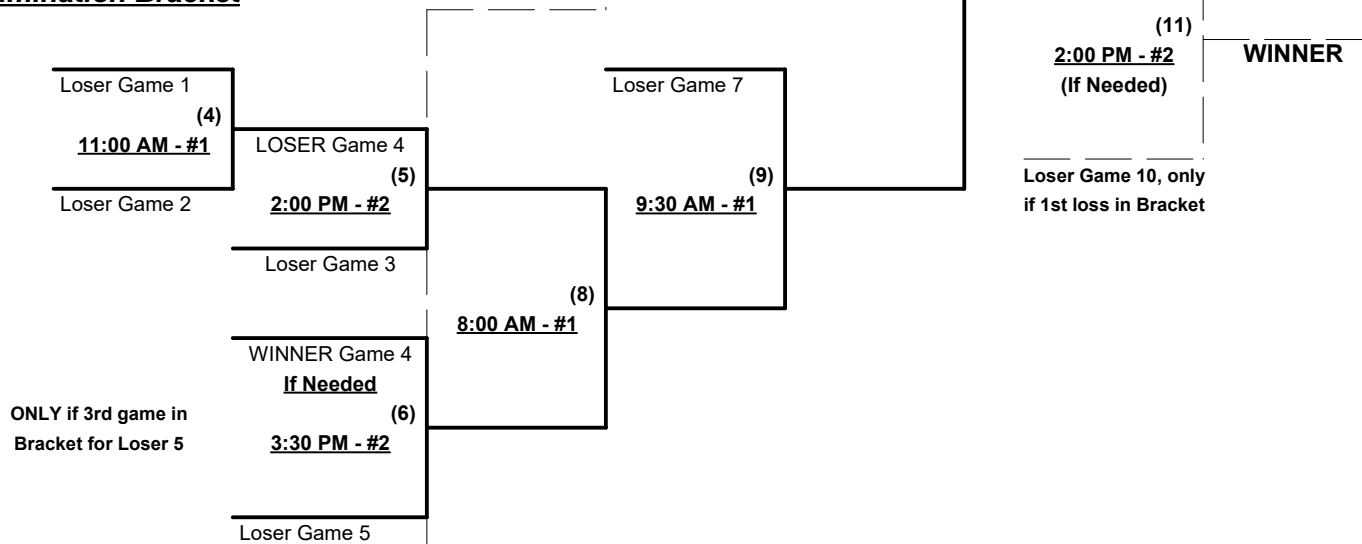 Bracket
(11)
2:00 PM - #2
WINNER
(If Needed)
Loser Game 1
Loser Game 7
(4)
11:00 AM - #1
LOSER Game 4
(5)
(9)
Loser Game 10, only
if 1st loss in Bracket
Loser Game 2
2:00 PM - #2
9:30 AM - #1
Loser Game 3
(8)
8:00 AM - #1
WINNER Game 4
If Needed
ONLY if 3rd game in
Bracket for Loser 5
(6)
3:30 PM - #2
Loser Game 5